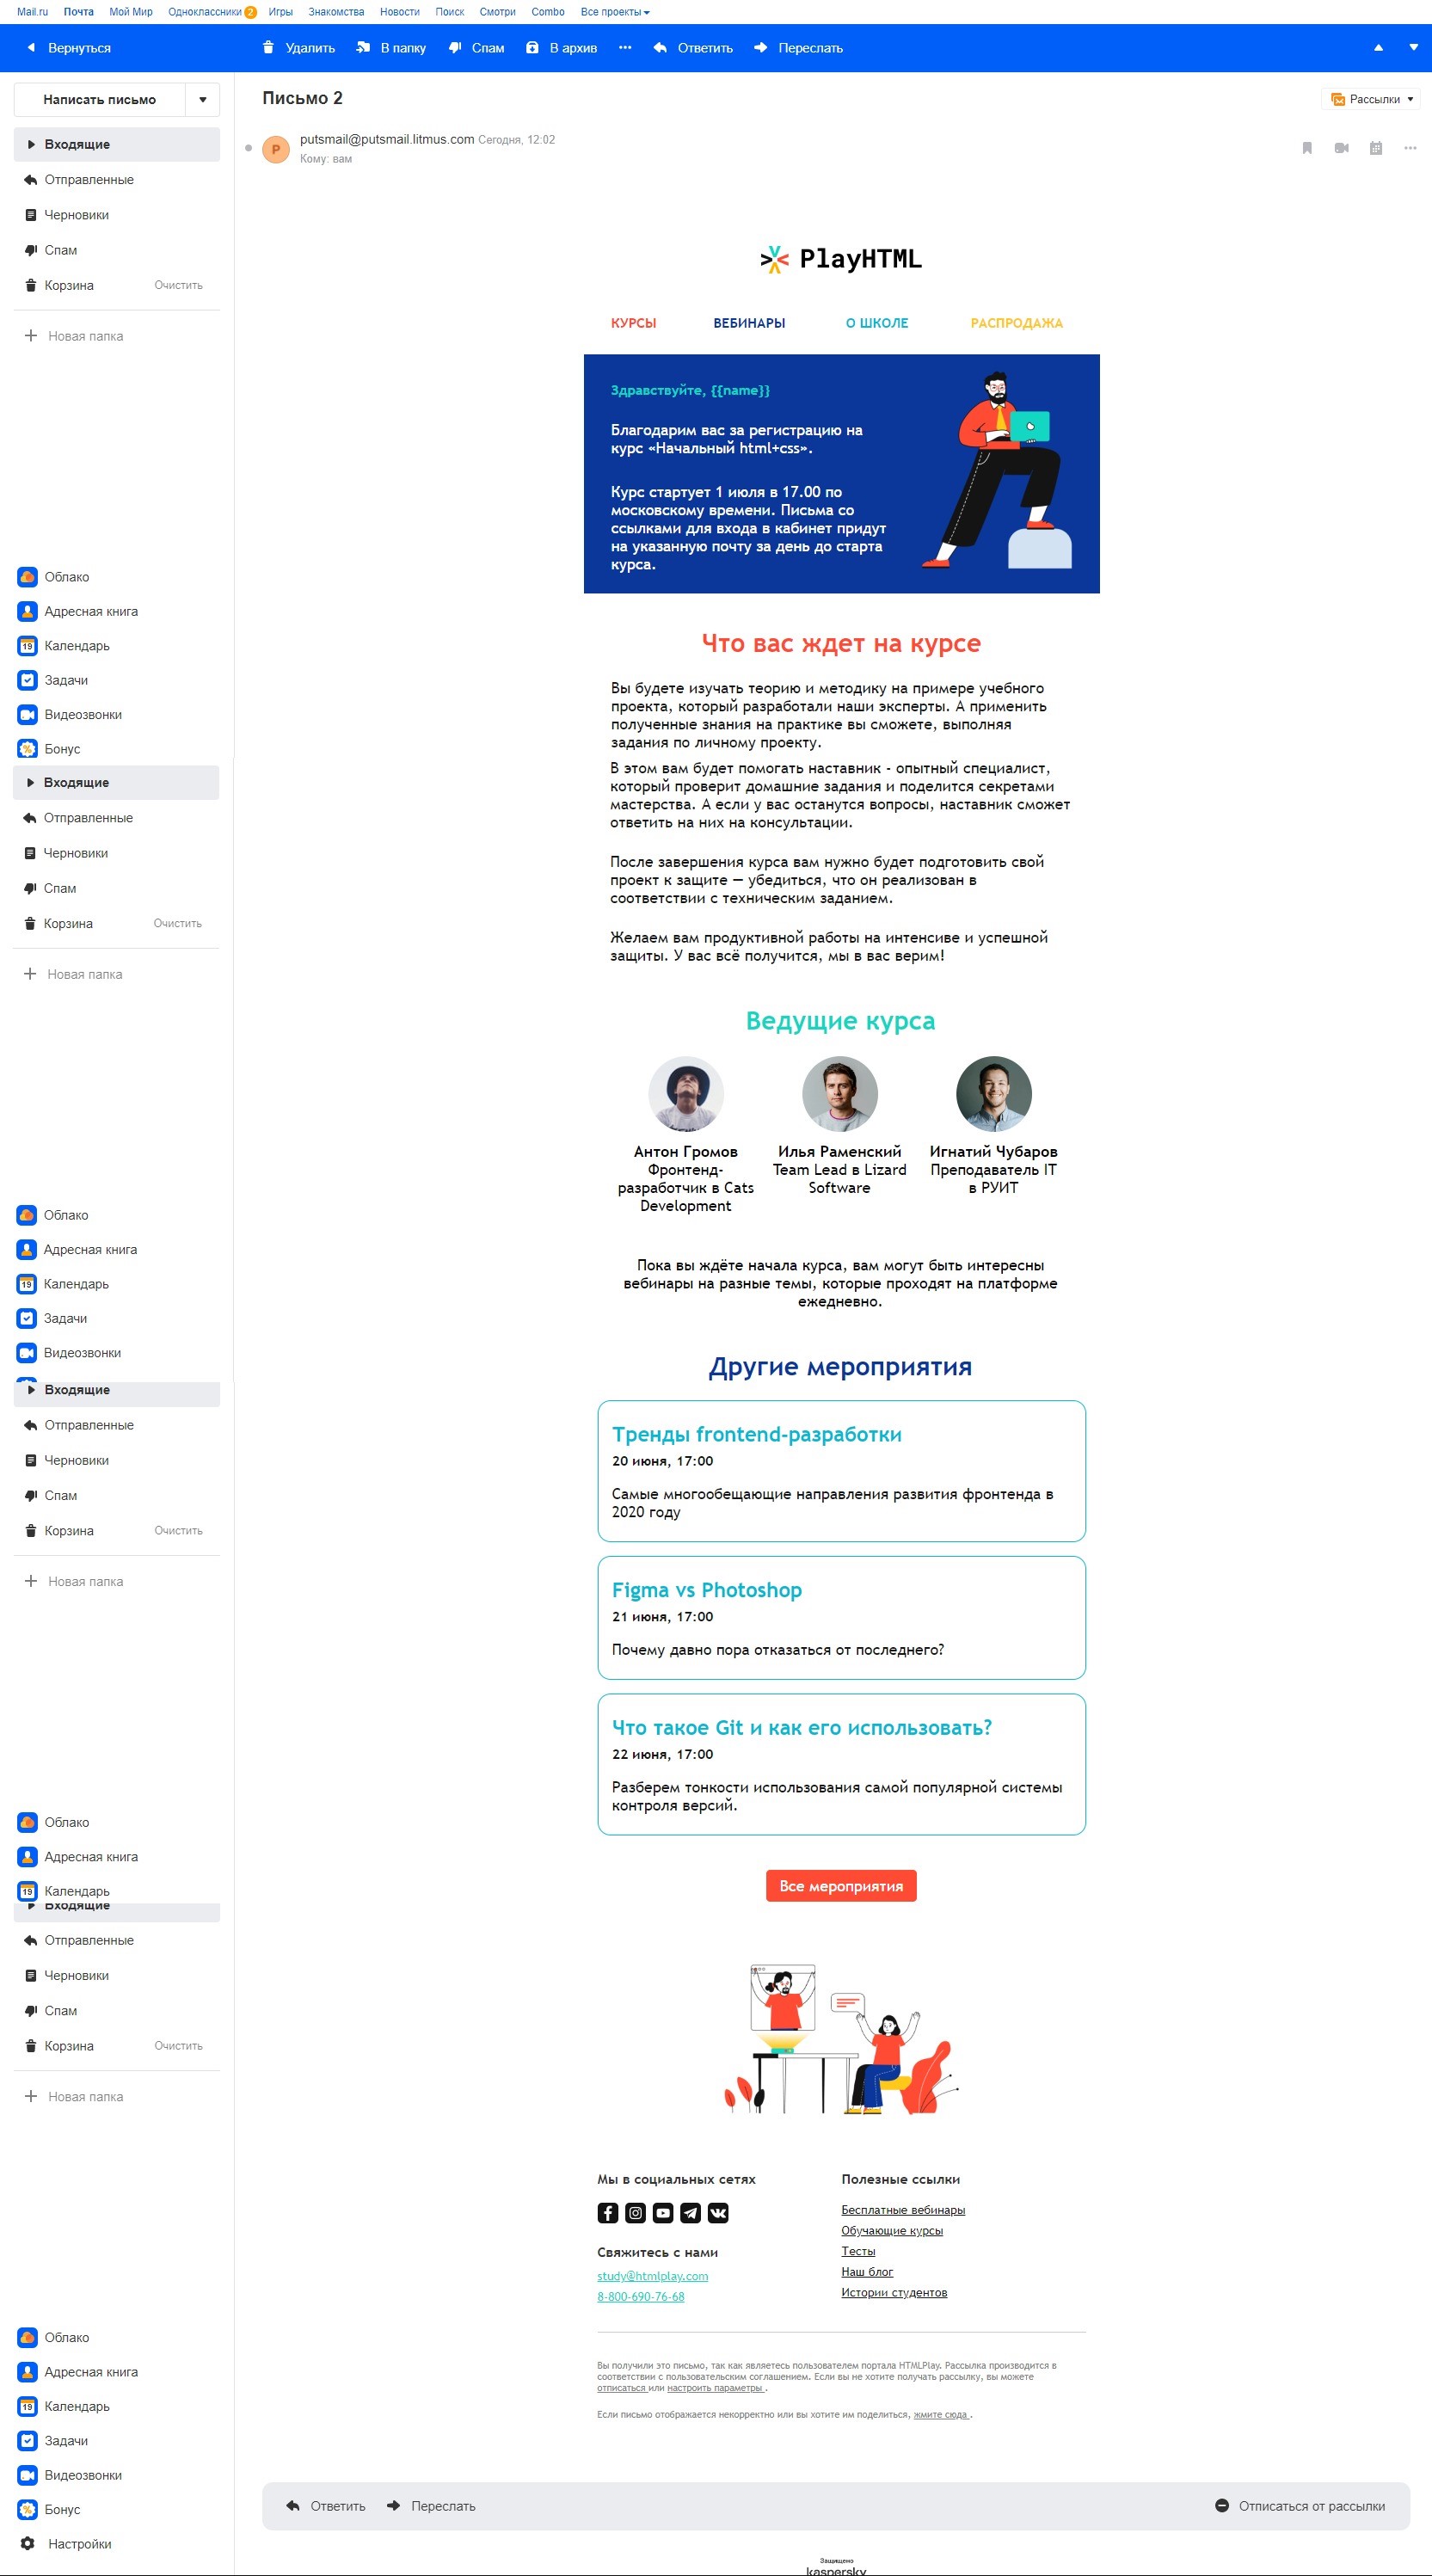 Mail.ru Почта Мой Мир Одноклассники 2 Игры Знакомства Новости Поиск Смотри Combo Все проекты
Вернуться Удалить В папку Спам В архив Ответить Переслать
Написать письмо
Входящие
Отправленные
Черновики
Спам
Корзина Очистить
Новая папка
Облако
Адресная книга
19 Календарь
Задачи
Видеозвонки
% Бонус
Входящие
Отправленные
Черновики
Спам
Корзина Очистить
Новая папка
Облако
Адресная книга
19 Календарь
Задачи
Видеозвонки
Входящие
Отправленные
Черновики
Спам
Корзина Очистить
Новая папка
Облако
Адресная книга
19 Календарь
Входящие
Отправленные
Черновики
Спам
Корзина Очистить
Новая папка
Облако
Адресная книга
19 Календарь
Задачи
Видеозвонки
% Бонус
Настройки
Письмо 2
Рассылки
P
putsmail@putsmail.litmus.com Сегодня, 12:02
Кому: вам
PlayHTML
КУРСЫ ВЕБИНАРЫ О ШКОЛЕ РАСПРОДАЖА
Здравствуйте, {{name}}
Благодарим вас за регистрацию на
курс «Начальный html+css».
Курс стартует 1 июля в 17.00 по
московскому времени. Письма со
ссылками для входа в кабинет придут
на указанную почту за день до старта
курса.
Что вас ждет на курсе
Вы будете изучать теорию и методику на примере учебного
проекта, который разработали наши эксперты. А применить
полученные знания на практике вы сможете, выполняя
задания по личному проекту.
В этом вам будет помогать наставник - опытный специалист,
который проверит домашние задания и поделится секретами
мастерства. А если у вас останутся вопросы, наставник сможет
ответить на них на консультации.
После завершения курса вам нужно будет подготовить свой
проект к защите — убедиться, что он реализован в
соответствии с техническим заданием.
Желаем вам продуктивной работы на интенсиве и успешной
защиты. У вас всё получится, мы в вас верим!
Ведущие курса
Антон Громов
Фронтенд-
разработчик в Cats
Development
Илья Раменский
Team Lead в Lizard
Software
Игнатий Чубаров
Преподаватель IT
в РУИТ
Пока вы ждёте начала курса, вам могут быть интересны
вебинары на разные темы, которые проходят на платформе
ежедневно.
Другие мероприятия
Тренды frontend-разработки
20 июня, 17:00
Самые многообещающие направления развития фронтенда в
2020 году
Figma vs Photoshop
21 июня, 17:00
Почему давно пора отказаться от последнего?
Что такое Git и как его использовать?
22 июня, 17:00
Разберем тонкости использования самой популярной системы
контроля версий.
Все мероприятия
Мы в социальных сетях
Свяжитесь с нами
study@htmlplay.com
8-800-690-76-68
Полезные ссылки
Бесплатные вебинары
Обучающие курсы
Тесты
Наш блог
Истории студентов
Вы получили это письмо, так как являетесь пользователем портала HTMLPlay. Рассылка производится в
соответствии с пользовательским соглашением. Если вы не хотите получать рассылку, вы можете
отписаться или настроить параметры .
Если письмо отображается некорректно или вы хотите им поделиться, жмите сюда .
Ответить Переслать Отписаться от рассылки
Защищено
kaspersky